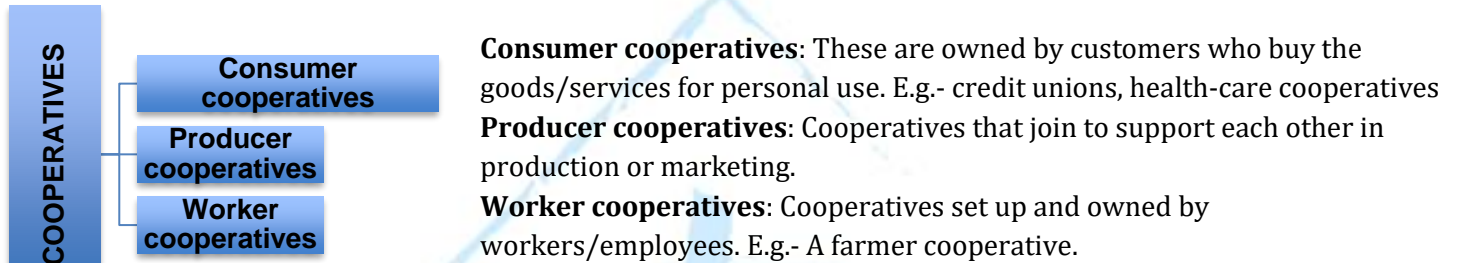 COOPERATIVES
Consumer
cooperatives
Producer
cooperatives
Worker
cooperatives
Consumer cooperatives: These are owned by customers who buy the
goods/services for personal use. E.g.- credit unions, health-care cooperatives
Producer cooperatives: Cooperatives that join to support each other in
production or marketing.
Worker cooperatives: Cooperatives set up and owned by
workers/employees. E.g.- A farmer cooperative.